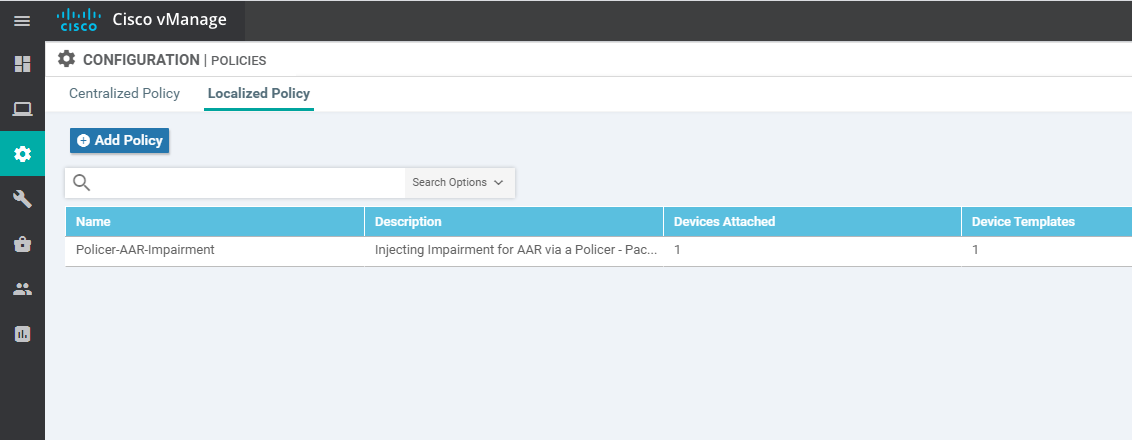 CISCO Cisco vManage
CONFIGURATION | POLICIES
Centralized Policy Localized Policy
Add Policy
Search Options
Name Description Devices Attached Device Templates
Policer-AAR-Impairment Injecting Impairment for AAR via a Policer - Pac... 1 1